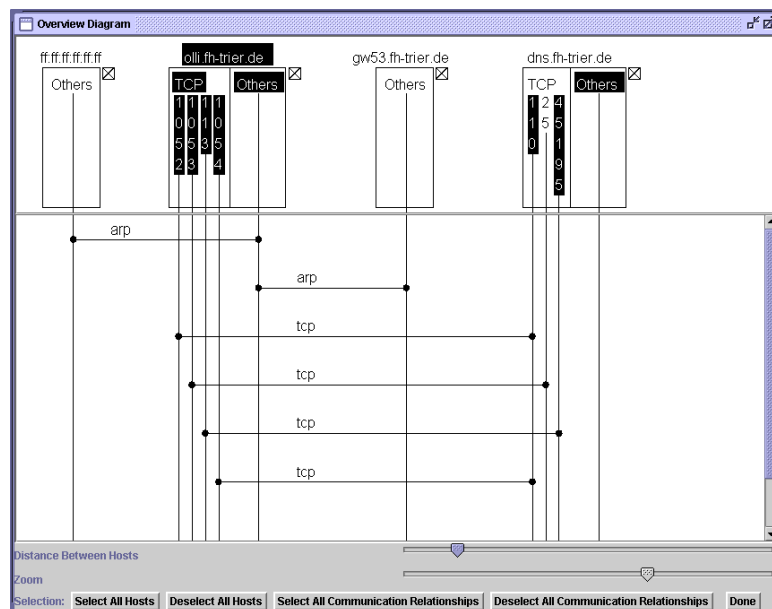 Overview Diagram
ff:ff:ff:ff:ff:ff olli.fh-trier.de gw53.fh-trier.de dns.fh-trier.de
Others TCP Others Others TCP Others
1052 1053 113 1054 110 25 45195
arp
arp
tcp
tcp
tcp
tcp
Distance Between Hosts
Zoom
Selection: Select All Hosts Deselect All Hosts Select All Communication Relationships Deselect All Communication Relationships Done